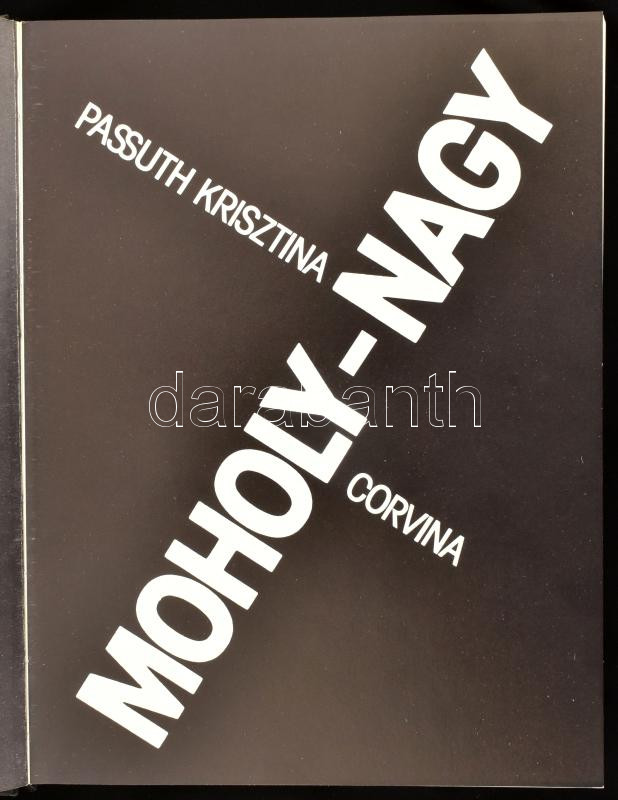 PASSUTH KRISZTINA
MOHOLY-NAGY
CORVINA
darabanth